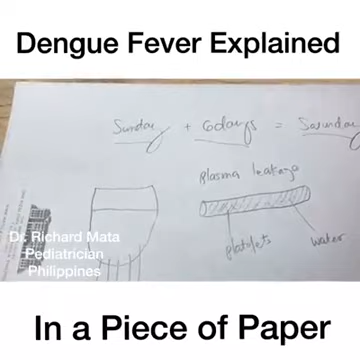 Dengue Fever Explained
Sunday + 6days = Saturday
plasma leakage
platelets
water
Dr. Richard Mata
Pediatrician
Philippines
In a Piece of Paper